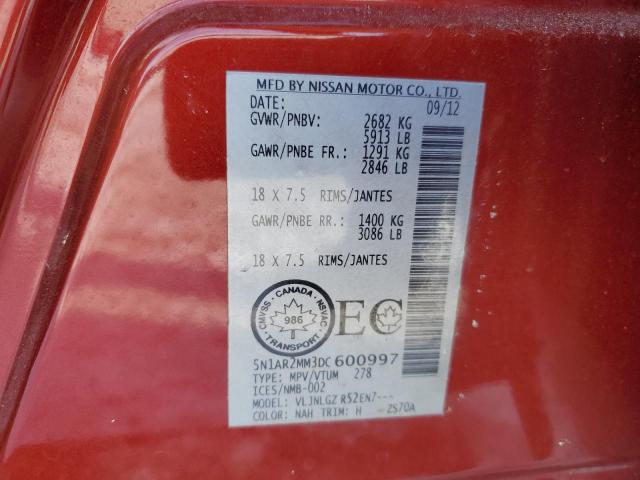 MFD BY NISSAN MOTOR CO., LTD.
DATE: 09/12
GVWR/PNBV: 2682 KG
5913 LB
GAWR/PNBE FR.: 1291 KG
2846 LB
18 X 7.5 RIMS/JANTES
GAWR/PNBE RR.: 1400 KG
3086 LB
18 X 7.5 RIMS/JANTES
CANADA
CMVSS - NSVAC
986
TRANSPORT
EC
5N1AR2MM3DC600997
TYPE: MPV/VTUM 278
ICES/NMB-002
MODEL: VLJNLGZ R52EN7---
COLOR: NAH TRIM: H - ZS70A